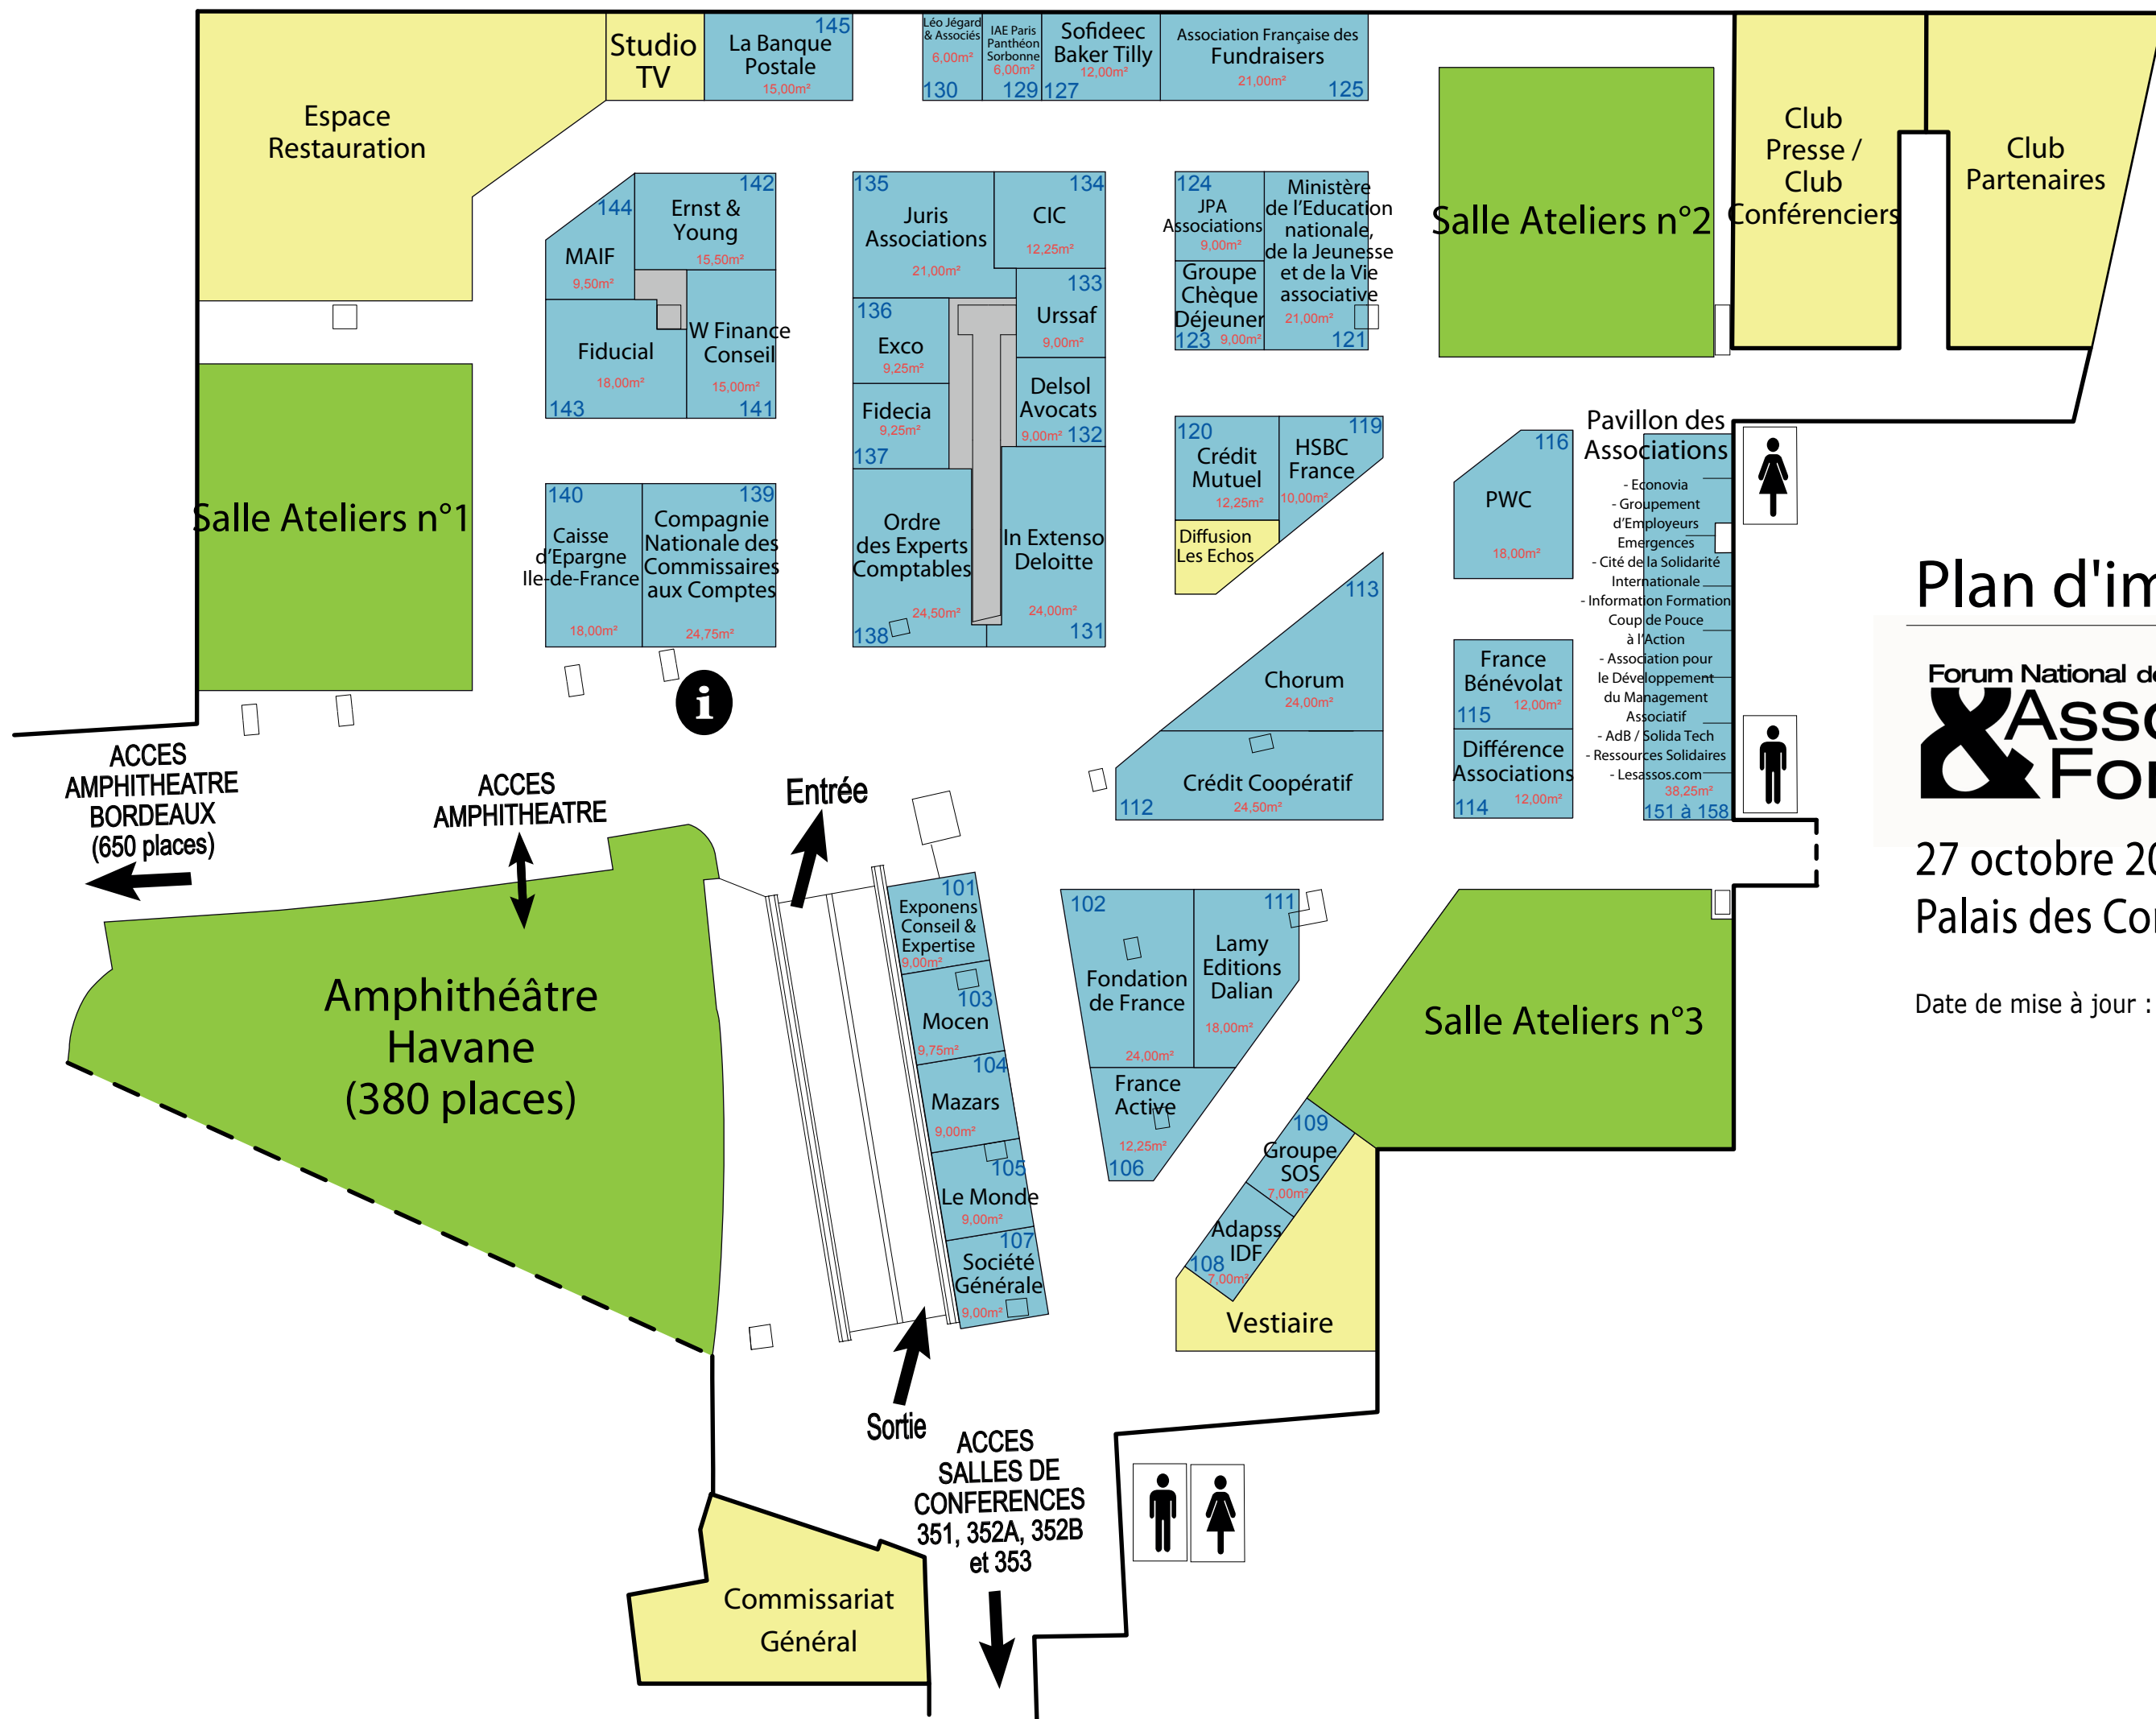 Espace
Restauration
Studio
TV
145
La Banque
Postale
15,00m²
Léo Jégard
& Associés
6,00m²
130
IAE Paris
Panthéon
Sorbonne
6,00m²
129
Sofideec
Baker Tilly
12,00m²
127
Association Française des
Fundraisers
21,00m²
125
Salle Ateliers n°2
Club
Presse /
Club
Conférenciers
Club
Partenaires
144
MAIF
9,50m²
142
Ernst &
Young
15,50m²
Fiducial
18,00m²
143
W Finance
Conseil
15,00m²
141
135
Juris
Associations
21,00m²
134
CIC
12,25m²
133
Urssaf
9,00m²
136
Exco
9,25m²
Fidecia
9,25m²
137
Delsol
Avocats
9,00m² 132
Ordre
des Experts
Comptables
24,50m²
138
In Extenso
Deloitte
24,00m²
131
124
JPA
Associations
9,00m²
Groupe
Chèque
Déjeuner
123 9,00m²
Ministère
de l'Education
nationale,
de la Jeunesse
et de la Vie
associative
21,00m²
121
120
Crédit
Mutuel
12,25m²
119
HSBC
France
10,00m²
Diffusion
Les Echos
116
PWC
18,00m²
Pavillon des
Associations
- Econovia
- Groupement
d'Employeurs
Emergences
- Cité de la Solidarité
Internationale
- Information Formation
Coup de Pouce
à l'Action
- Association pour
le Développement
du Management
Associatif
- AdB / Solida Tech
- Ressources Solidaires
- Lesassos.com
38,25m²
151 à 158
Salle Ateliers n°1
140
Caisse
d'Epargne
Ile-de-France
18,00m²
139
Compagnie
Nationale des
Commissaires
aux Comptes
24,75m²
i
113
Chorum
24,00m²
Crédit Coopératif
112
24,50m²
France
Bénévolat
115 12,00m²
Différence
Associations
114 12,00m²
Plan d'im
Forum National de
&Asso
For
27 octobre 20
Palais des Con
Date de mise à jour :
ACCES
AMPHITHEATRE
BORDEAUX
(650 places)
ACCES
AMPHITHEATRE
Entrée
Amphithéâtre
Havane
(380 places)
101
Exponens
Conseil &
Expertise
9,00m²
103
Mocen
9,75m²
104
Mazars
9,00m²
105
Le Monde
9,00m²
107
Société
Générale
9,00m²
102
Fondation
de France
24,00m²
111
Lamy
Editions
Dalian
18,00m²
France
Active
12,25m²
106
Salle Ateliers n°3
109
Groupe
SOS
7,00m²
Adapss
IDF
108
7,00m²
Vestiaire
Sortie
ACCES
SALLES DE
CONFERENCES
351, 352A, 352B
et 353
Commissariat
Général